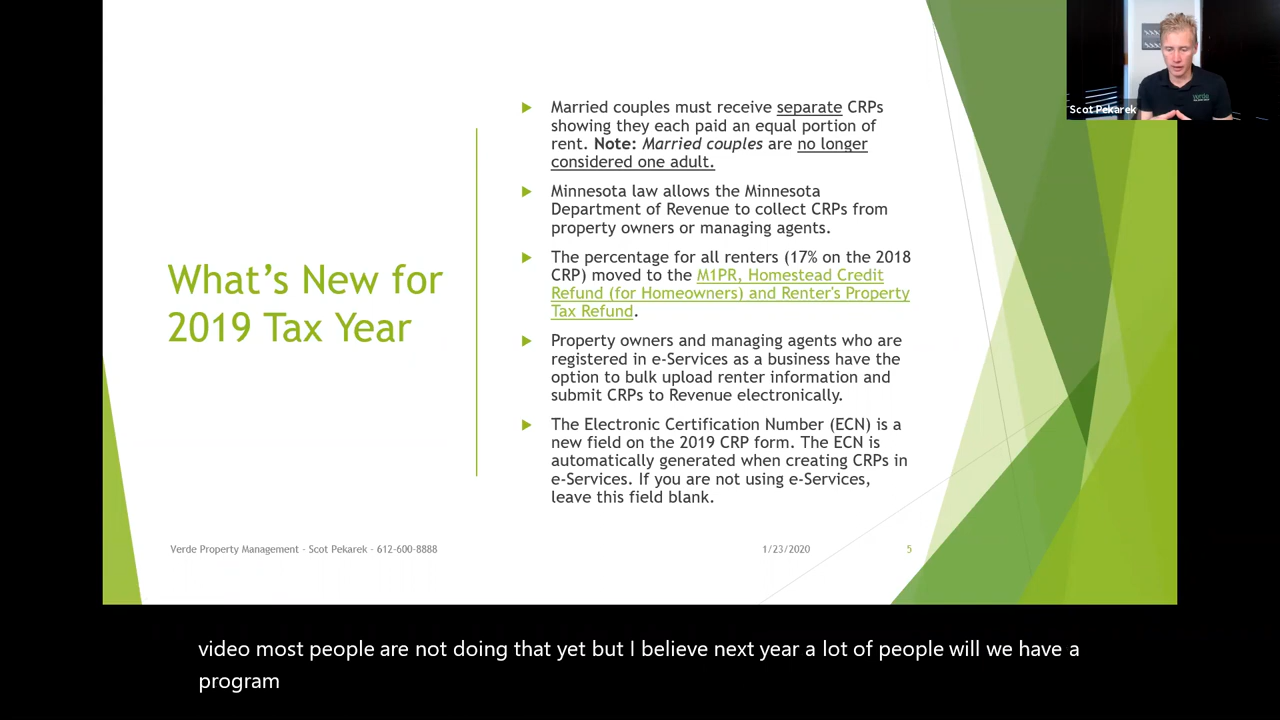 Scot Pekarek
verde
What's New for
2019 Tax Year
Married couples must receive separate CRPs
showing they each paid an equal portion of
rent. Note: Married couples are no longer
considered one adult.
Minnesota law allows the Minnesota
Department of Revenue to collect CRPs from
property owners or managing agents.
The percentage for all renters (17% on the 2018
CRP) moved to the M1PR, Homestead Credit
Refund (for Homeowners) and Renter's Property
Tax Refund.
Property owners and managing agents who are
registered in e-Services as a business have the
option to bulk upload renter information and
submit CRPs to Revenue electronically.
The Electronic Certification Number (ECN) is a
new field on the 2019 CRP form. The ECN is
automatically generated when creating CRPs in
e-Services. If you are not using e-Services,
leave this field blank.
Verde Property Management - Scot Pekarek - 612-600-8888
1/23/2020
5
video most people are not doing that yet but I believe next year a lot of people will we have a
program